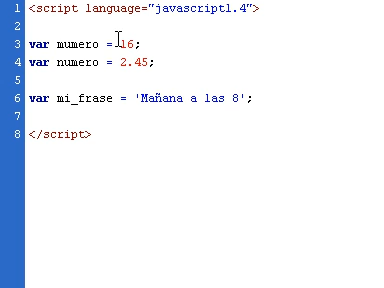 1 <script language="javascript1.4">
2
3 var mumero = 16;
4 var numero = 2.45;
5
6 var mi_frase = 'Mañana a las 8';
7
8 </script>